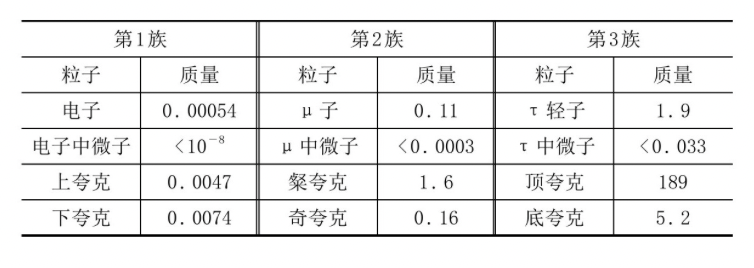 第1族 第2族 第3族
粒子 质量 粒子 质量 粒子 质量
电子 0.00054 μ子 0.11 τ轻子 1.9
电子中微子 <10⁻⁸ μ中微子 <0.0003 τ中微子 <0.033
上夸克 0.0047 粲夸克 1.6 顶夸克 189
下夸克 0.0074 奇夸克 0.16 底夸克 5.2